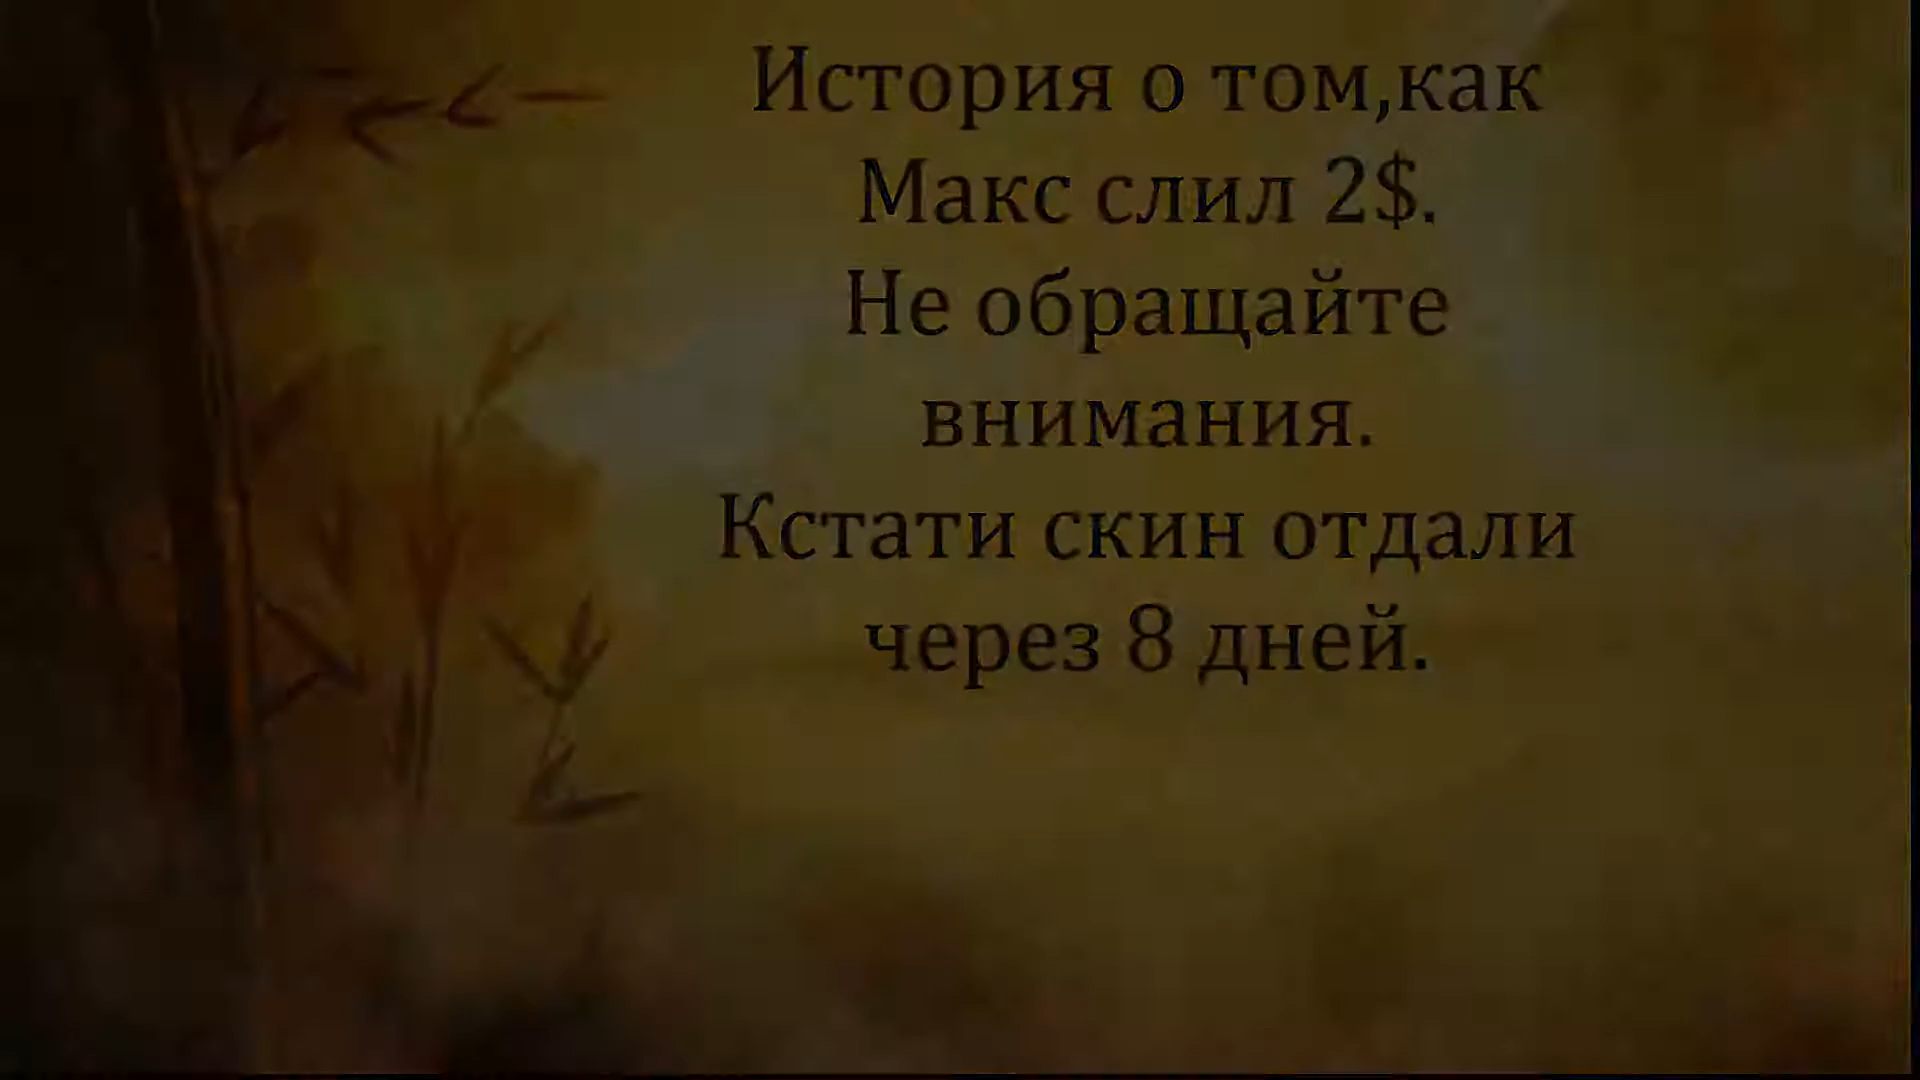 История о том,как
Макс слил 2$.
Не обращайте
внимания.
Кстати скин отдали
через 8 дней.